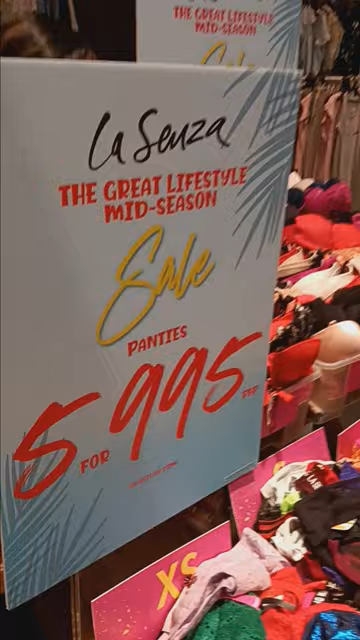 THE GREAT LIFESTYLE
MID-SEASON
Sale
La Senza
THE GREAT LIFESTYLE
MID-SEASON
Sale
PANTIES
5 FOR 995
PHP
XS